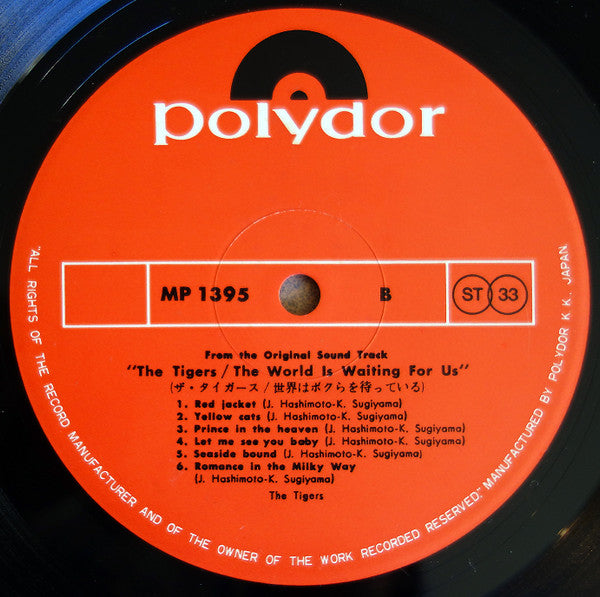 polydor
MP 1395 B ST 33
From the Original Sound Track
"The Tigers / The World Is Waiting For Us"
(ザ・タイガース / 世界はボクらを待っている)
1. Red jacket (J. Hashimoto-K. Sugiyama)
2. Yellow cats (J. Hashimoto-K. Sugiyama)
3. Prince in the heaven (J. Hashimoto-K. Sugiyama)
4. Let me see you baby (J. Hashimoto-K. Sugiyama)
5. Seaside bound (J. Hashimoto-K. Sugiyama)
6. Romance in the Milky Way
(J. Hashimoto-K. Sugiyama)
The Tigers
"ALL RIGHTS OF THE RECORD MANUFACTURER AND OF THE OWNER OF THE WORK RECORDED RESERVED: MANUFACTURED BY POLYDOR K.K. JAPAN.